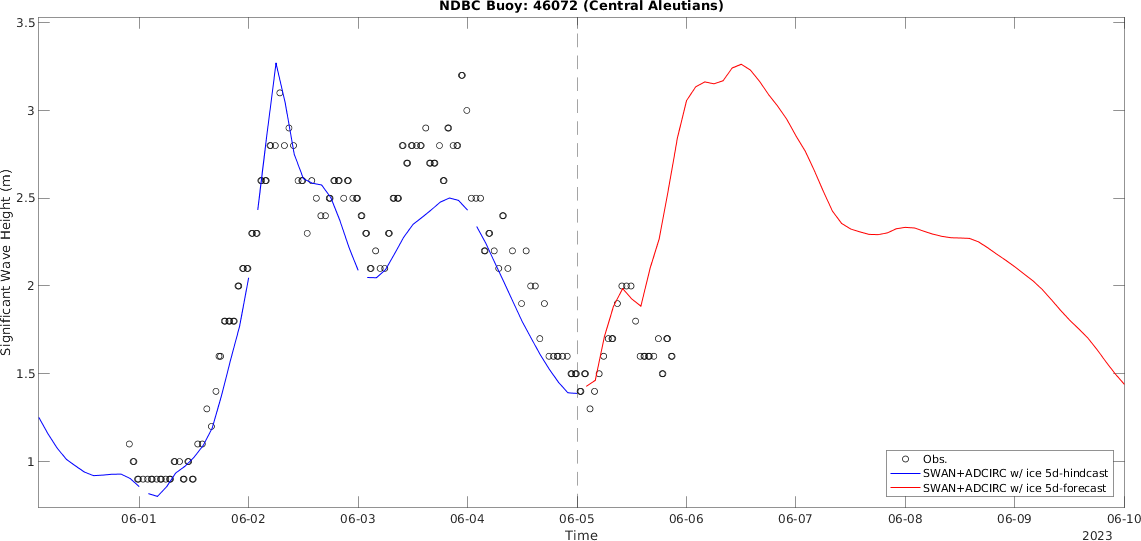 NDBC Buoy: 46072 (Central Aleutians)
3.5
3
2.5
2
1.5
1
Significant Wave Height (m)
06-01 06-02 06-03 06-04 06-05 06-06 06-07 06-08 06-09 06-10
Time
2023
Obs.
SWAN+ADCIRC w/ ice 5d-hindcast
SWAN+ADCIRC w/ ice 5d-forecast